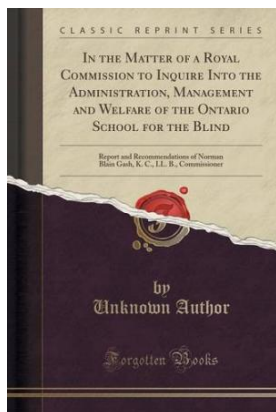 CLASSIC REPRINT SERIES
IN THE MATTER OF A ROYAL
COMMISSION TO INQUIRE INTO THE
ADMINISTRATION, MANAGEMENT
AND WELFARE OF THE ONTARIO
SCHOOL FOR THE BLIND
Report and Recommendations of Norman
Blain Gash, K. C., LL. B., Commissioner
by
Unknown Author
Forgotten Books